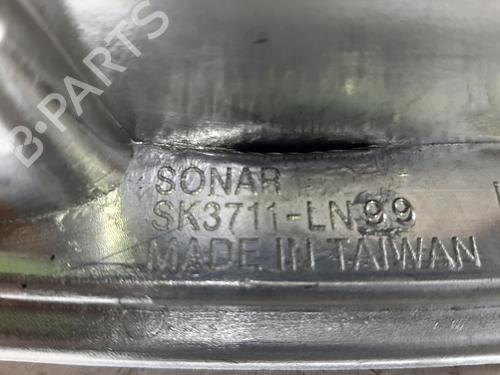 B-PARTS
SONAR
SK3711-LN99
MADE IN TAIWAN